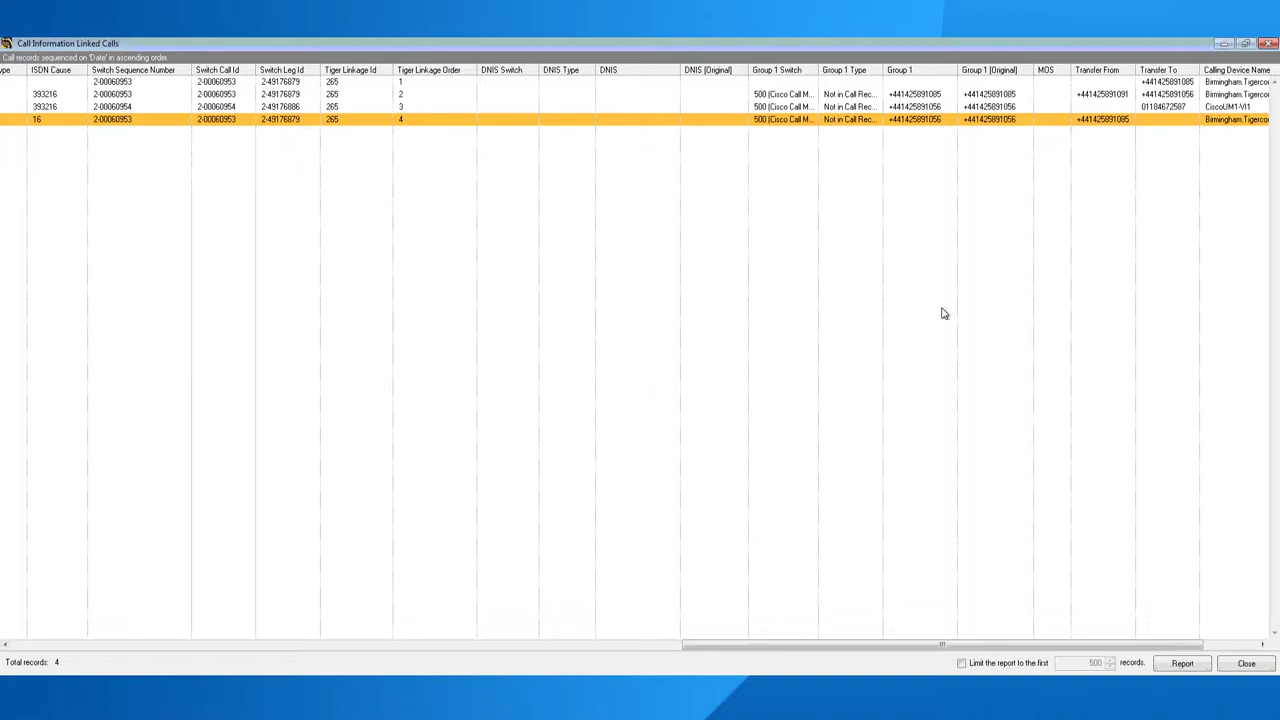 Call Information Linked Calls
Call records sequenced on 'Date' in ascending order.
ype ISDN Cause Switch Sequence Number Switch Call Id Switch Leg Id Tiger Linkage Id Tiger Linkage Order DNIS Switch DNIS Type DNIS DNIS [Original] Group 1 Switch Group 1 Type Group 1 Group 1 [Original] MOS Transfer From Transfer To Calling Device Name
2-00060953 2-00060953 2-49176879 265 1 +441425891085 Birmingham.Tigercor
393216 2-00060953 2-00060953 2-49176879 265 2 500 (Cisco Call M... Not in Call Rec... +441425891085 +441425891085 +441425891091 +441425891056 Birmingham.Tigercor
393216 2-00060954 2-00060954 2-49176886 265 3 500 (Cisco Call M... Not in Call Rec... +441425891056 +441425891056 01184672587 CiscoUM1-VI1
16 2-00060953 2-00060953 2-49176879 265 4 500 (Cisco Call M... Not in Call Rec... +441425891056 +441425891056 +441425891085 Birmingham.Tigercor
Total records: 4 Limit the report to the first 500 records. Report Close